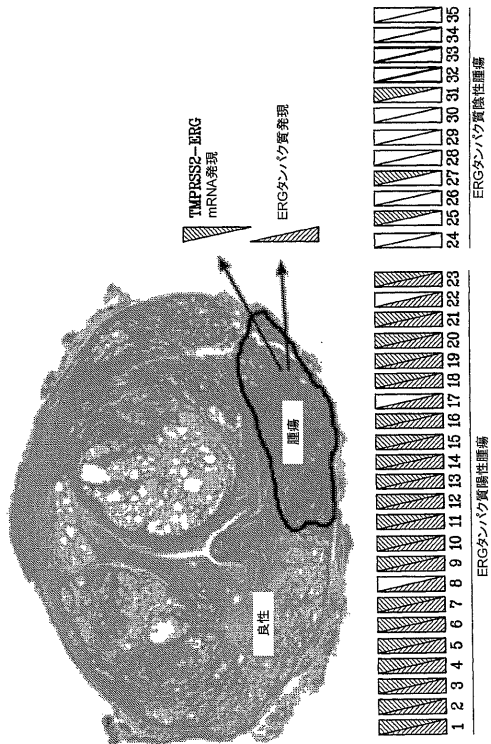 TMPRSS2-ERG
mRNA発現
ERGタンパク質発現
腫瘍
良性
1 2 3 4 5 6 7 8 9 10 11 12 13 14 15 16 17 18 19 20 21 22 23
ERGタンパク質陽性腫瘍
24 25 26 27 28 29 30 31 32 33 34 35
ERGタンパク質陰性腫瘍